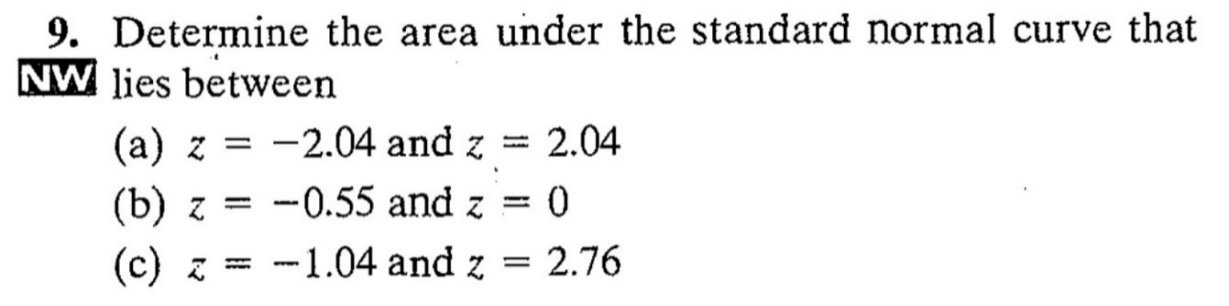 9. Determine the area under the standard normal curve that
NW lies between
(a) z = −2.04 and z = 2.04
(b) z = −0.55 and z = 0
(c) z = −1.04 and z = 2.76